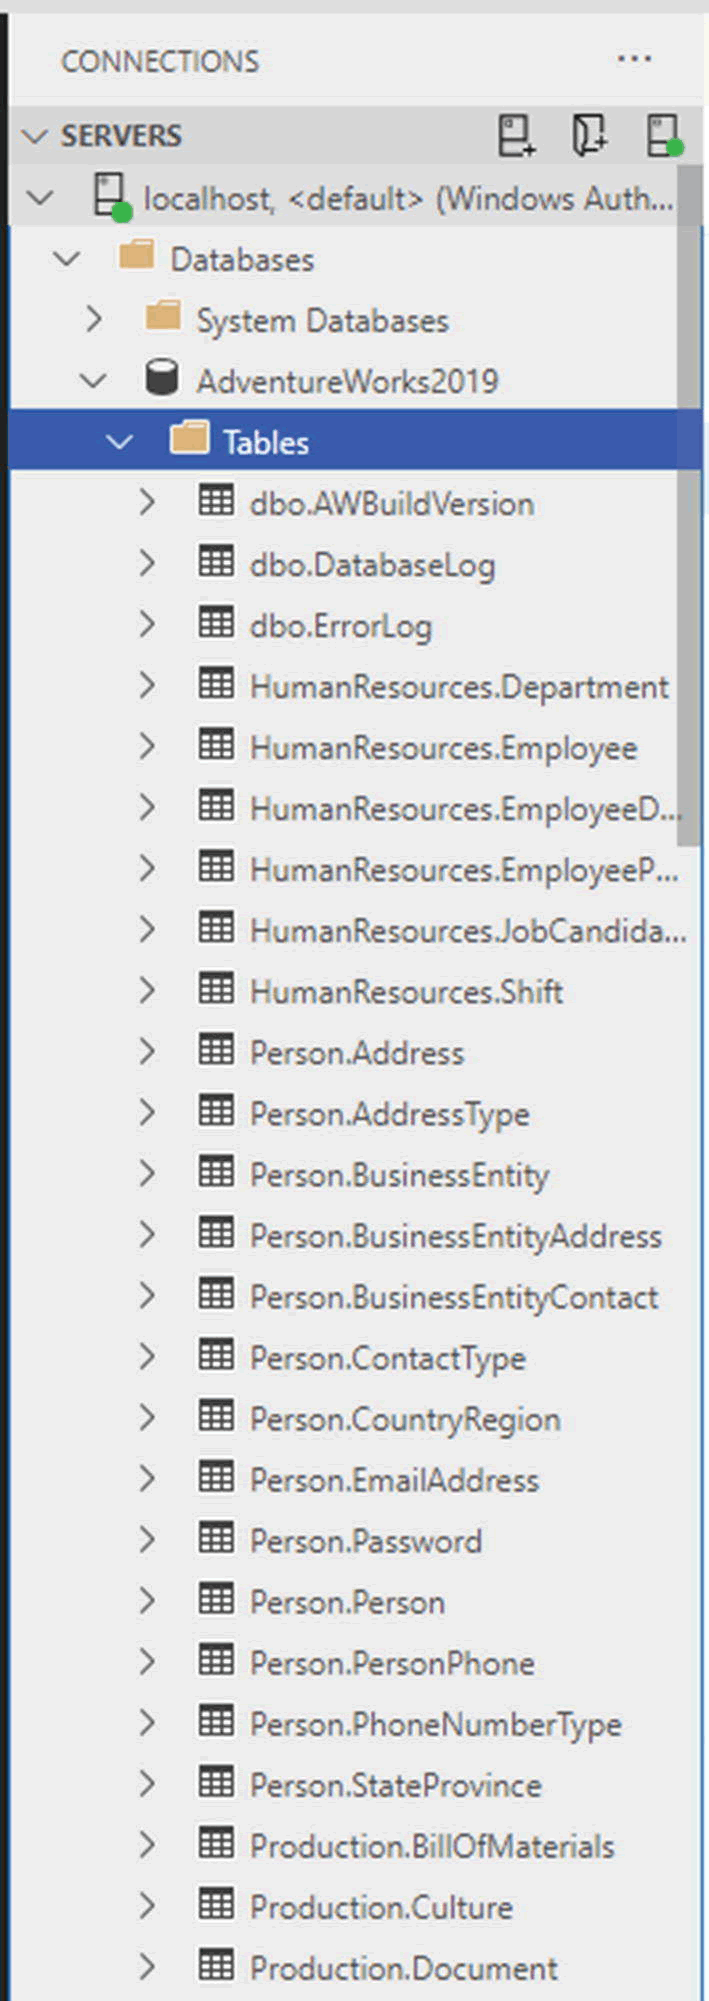 CONNECTIONS
SERVERS
localhost, <default> (Windows Auth...
Databases
System Databases
AdventureWorks2019
Tables
dbo.AWBuildVersion
dbo.DatabaseLog
dbo.ErrorLog
HumanResources.Department
HumanResources.Employee
HumanResources.EmployeeD...
HumanResources.EmployeeP...
HumanResources.JobCandida...
HumanResources.Shift
Person.Address
Person.AddressType
Person.BusinessEntity
Person.BusinessEntityAddress
Person.BusinessEntityContact
Person.ContactType
Person.CountryRegion
Person.EmailAddress
Person.Password
Person.Person
Person.PersonPhone
Person.PhoneNumberType
Person.StateProvince
Production.BillOfMaterials
Production.Culture
Production.Document